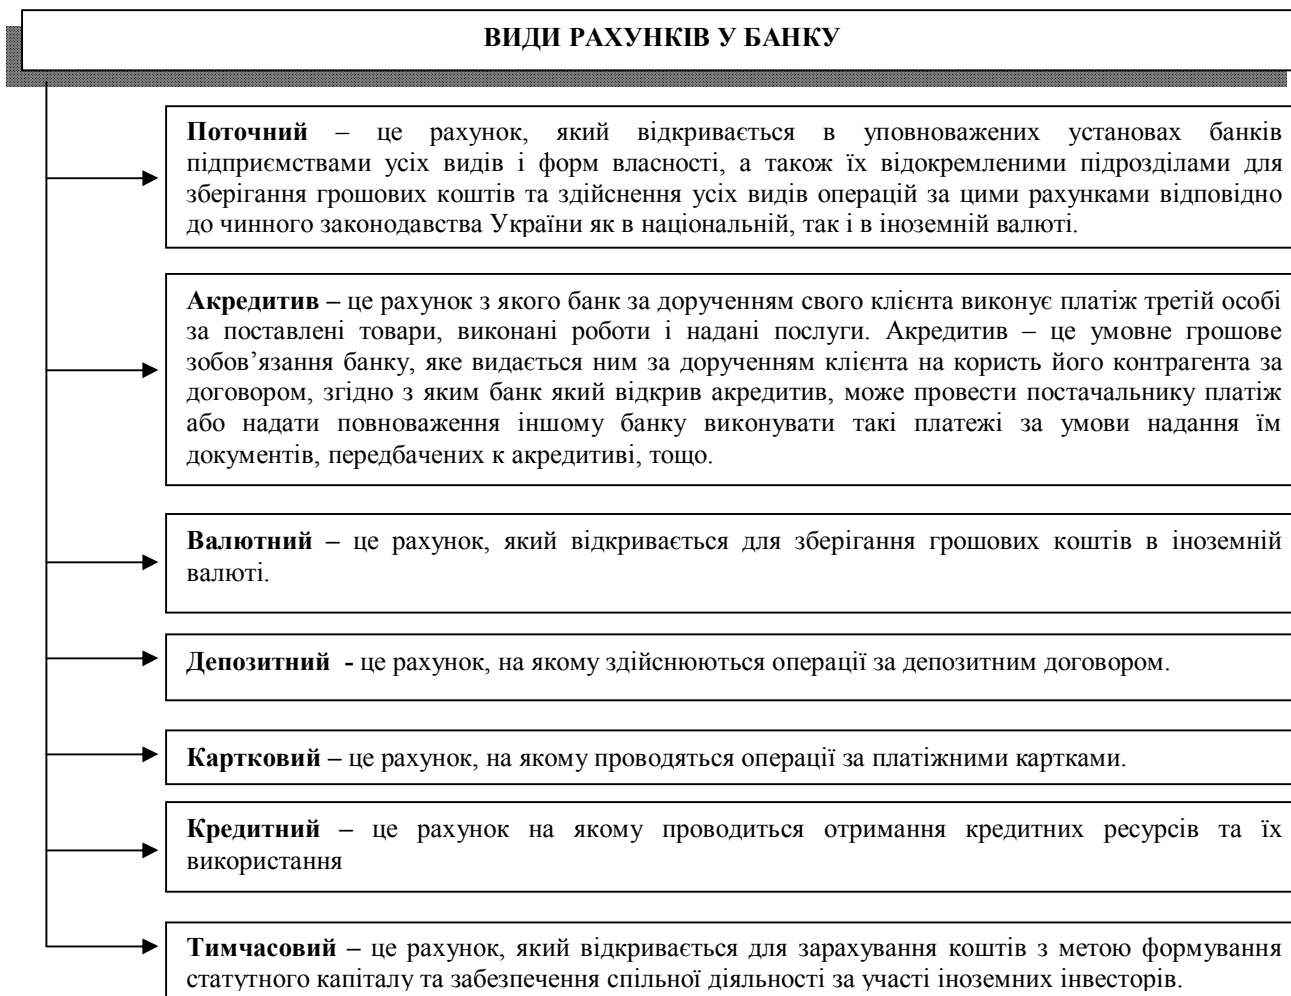 ВИДИ РАХУНКІВ У БАНКУ
Поточний – це рахунок, який відкривається в уповноважених установах банків
підприємствами усіх видів і форм власності, а також їх відокремленими підрозділами для
зберігання грошових коштів та здійснення усіх видів операцій за цими рахунками відповідно
до чинного законодавства України як в національній, так і в іноземній валюті.
Акредитив – це рахунок з якого банк за дорученням свого клієнта виконує платіж третій особі
за поставлені товари, виконані роботи і надані послуги. Акредитив – це умовне грошове
зобов’язання банку, яке видається ним за дорученням клієнта на користь його контрагента за
договором, згідно з яким банк який відкрив акредитив, може провести постачальнику платіж
або надати повноваження іншому банку виконувати такі платежі за умови надання їм
документів, передбачених к акредитиві, тощо.
Валютний – це рахунок, який відкривається для зберігання грошових коштів в іноземній
валюті.
Депозитний - це рахунок, на якому здійснюються операції за депозитним договором.
Картковий – це рахунок, на якому проводяться операції за платіжними картками.
Кредитний – це рахунок на якому проводиться отримання кредитних ресурсів та їх
використання
Тимчасовий – це рахунок, який відкривається для зарахування коштів з метою формування
статутного капіталу та забезпечення спільної діяльності за участі іноземних інвесторів.